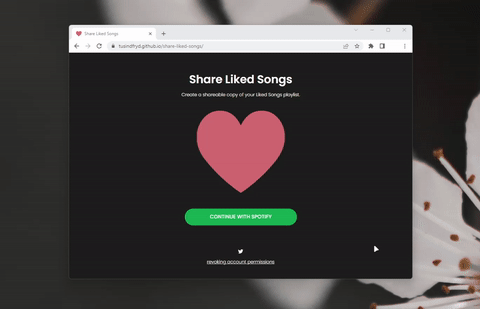 Share Liked Songs
tusindfryd.github.io/share-liked-songs/
Share Liked Songs
Create a shareable copy of your Liked Songs playlist.
CONTINUE WITH SPOTIFY
revoking account permissions